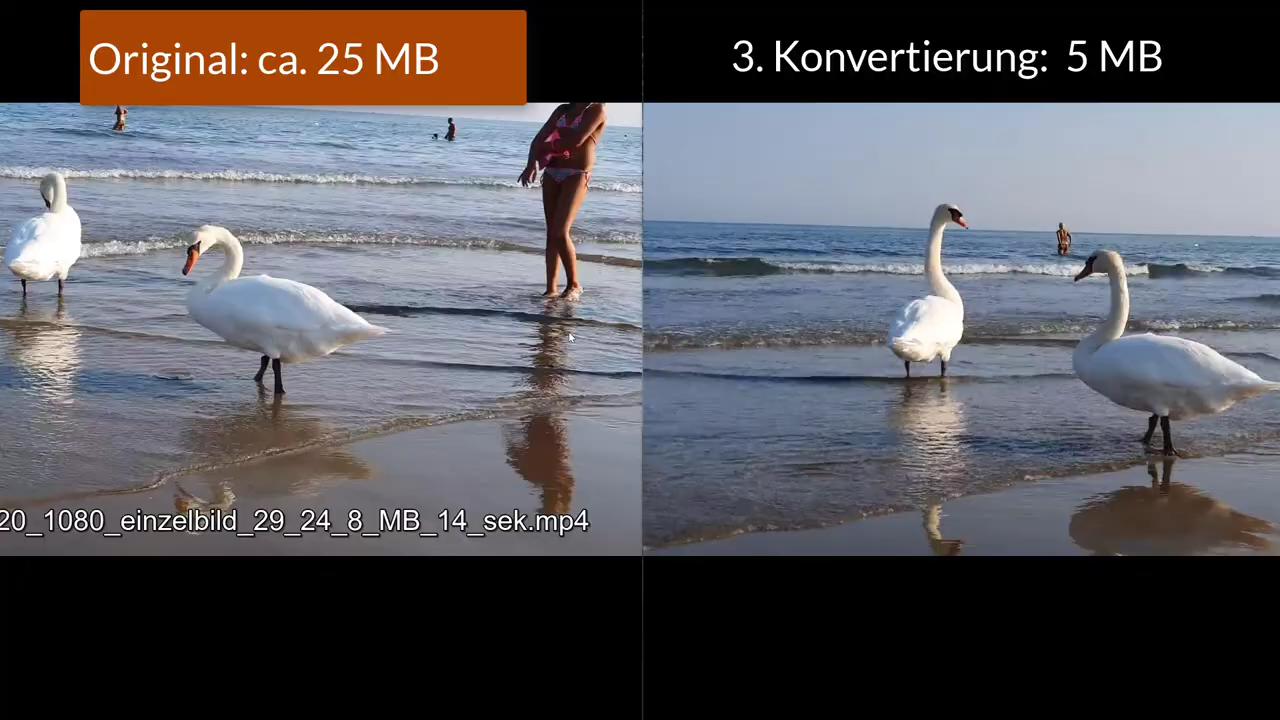 Original: ca. 25 MB
3. Konvertierung: 5 MB
20_1080_einzelbild_29_24_8_MB_14_sek.mp4